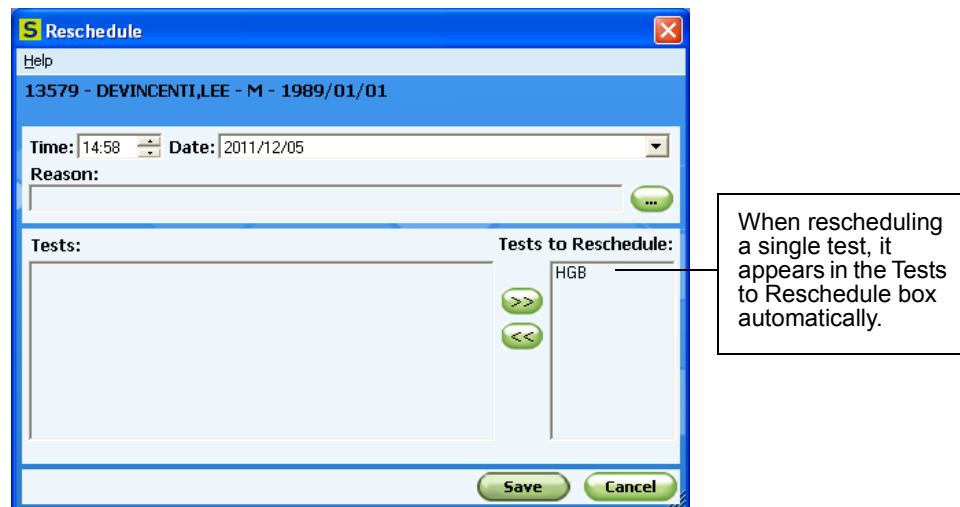 S Reschedule
Help
13579 - DEVINCENTI,LEE - M - 1989/01/01
Time: 14:58 Date: 2011/12/05
Reason:
...
Tests: Tests to Reschedule:
HGB
>>
<<
Save Cancel
When rescheduling
a single test, it
appears in the Tests
to Reschedule box
automatically.